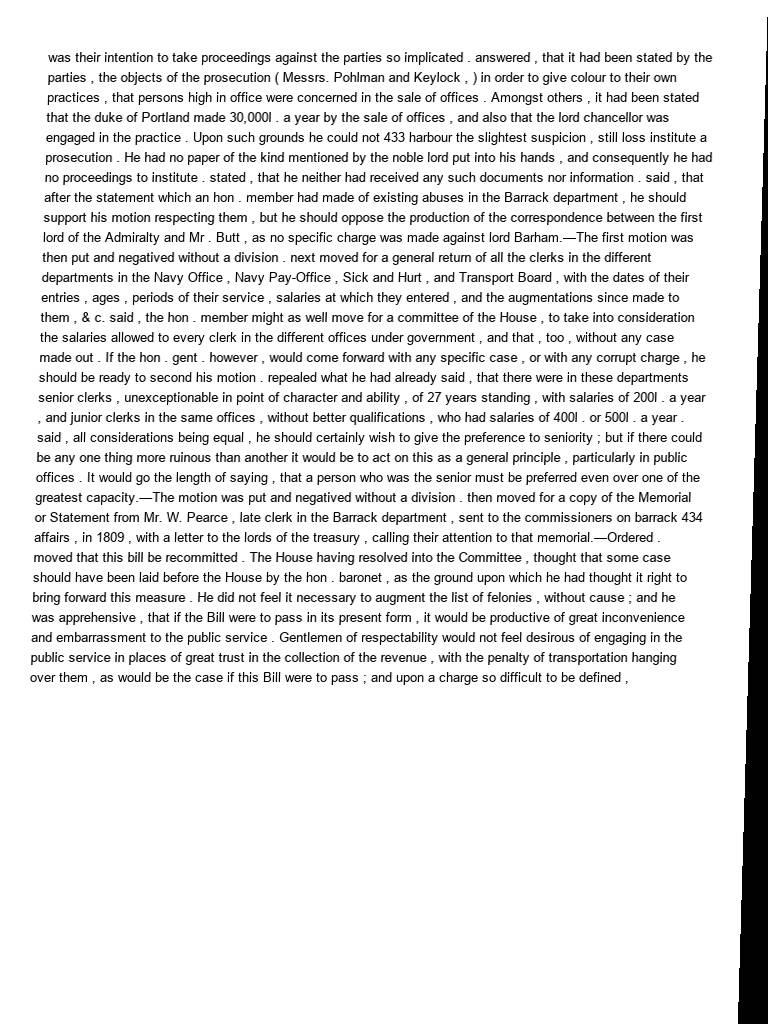 was their intention to take proceedings against the parties so implicated . answered , that it had been stated by the
parties , the objects of the prosecution ( Messrs. Pohlman and Keylock , ) in order to give colour to their own
practices , that persons high in office were concerned in the sale of offices . Amongst others , it had been stated
that the duke of Portland made 30,000l . a year by the sale of offices , and also that the lord chancellor was
engaged in the practice . Upon such grounds he could not 433 harbour the slightest suspicion , still loss institute a
prosecution . He had no paper of the kind mentioned by the noble lord put into his hands , and consequently he had
no proceedings to institute . stated , that he neither had received any such documents nor information . said , that
after the statement which an hon . member had made of existing abuses in the Barrack department , he should
support his motion respecting them , but he should oppose the production of the correspondence between the first
lord of the Admiralty and Mr . Butt , as no specific charge was made against lord Barham.—The first motion was
then put and negatived without a division . next moved for a general return of all the clerks in the different
departments in the Navy Office , Navy Pay-Office , Sick and Hurt , and Transport Board , with the dates of their
entries , ages , periods of their service , salaries at which they entered , and the augmentations since made to
them , & c. said , the hon . member might as well move for a committee of the House , to take into consideration
the salaries allowed to every clerk in the different offices under government , and that , too , without any case
made out . If the hon . gent . however , would come forward with any specific case , or with any corrupt charge , he
should be ready to second his motion . repeated what he had already said , that there were in these departments
senior clerks , unexceptionable in point of character and ability , of 27 years standing , with salaries of 200l . a year
, and junior clerks in the same offices , without better qualifications , who had salaries of 400l . or 500l . a year .
said , all considerations being equal , he should certainly wish to give the preference to seniority ; but if there could
be any one thing more ruinous than another it would be to act on this as a general principle , particularly in public
offices . It would go the length of saying , that a person who was the senior must be preferred even over one of the
greatest capacity.—The motion was put and negatived without a division . then moved for a copy of the Memorial
or Statement from Mr. W. Pearce , late clerk in the Barrack department , sent to the commissioners on barrack 434
affairs , in 1809 , with a letter to the lords of the treasury , calling their attention to that memorial.—Ordered .
moved that this bill be recommitted . The House having resolved into the Committee , thought that some case
should have been laid before the House by the hon . baronet , as the ground upon which he had thought it right to
bring forward this measure . He did not feel it necessary to augment the list of felonies , without cause ; and he
was apprehensive , that if the Bill were to pass in its present form , it would be productive of great inconvenience
and embarrassment to the public service . Gentlemen of respectability would not feel desirous of engaging in the
public service in places of great trust in the collection of the revenue , with the penalty of transportation hanging
over them , as would be the case if this Bill were to pass ; and upon a charge so difficult to be defined ,